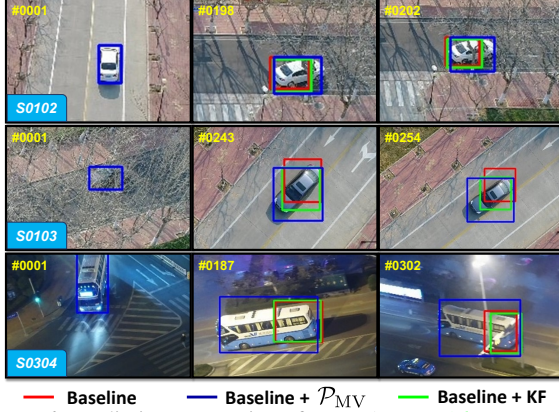 #0001 #0198 #0202
S0102
#0001 #0243 #0254
S0103
#0001 #0187 #0302
S0304
Baseline Baseline + 𝒫MV Baseline + KF